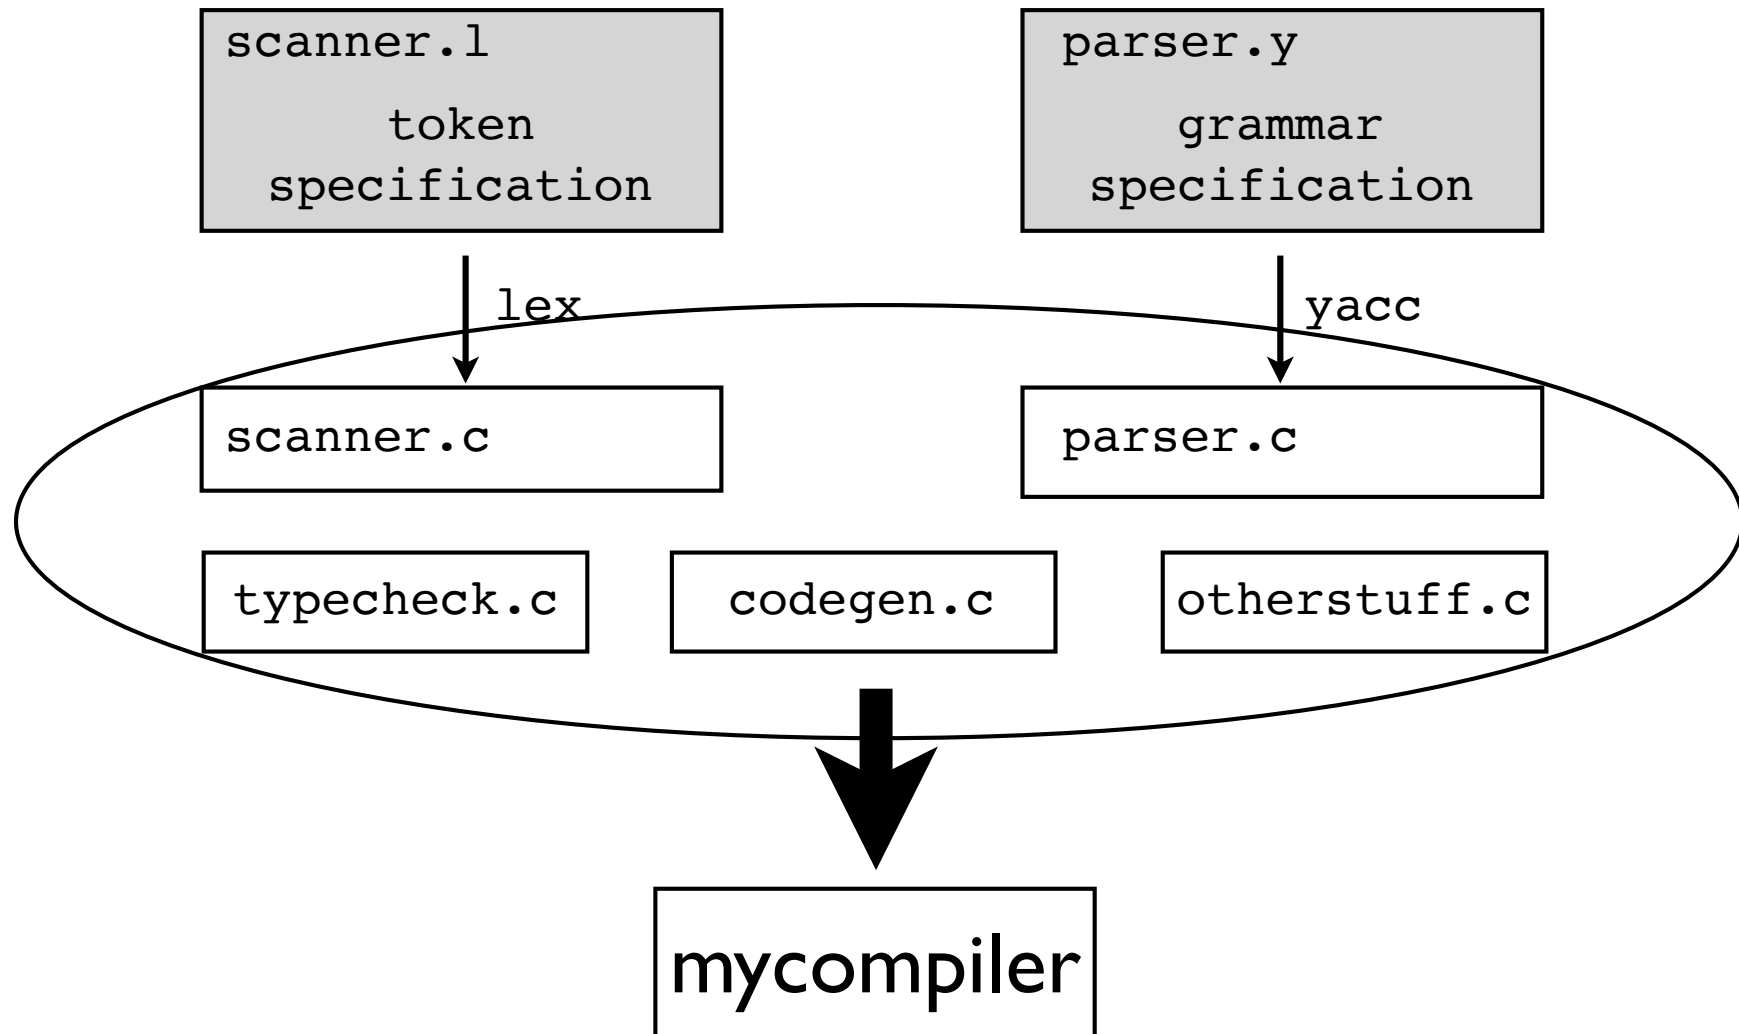 scanner.l
token
specification
parser.y
grammar
specification
lex
yacc
scanner.c
parser.c
typecheck.c
codegen.c
otherstuff.c
mycompiler